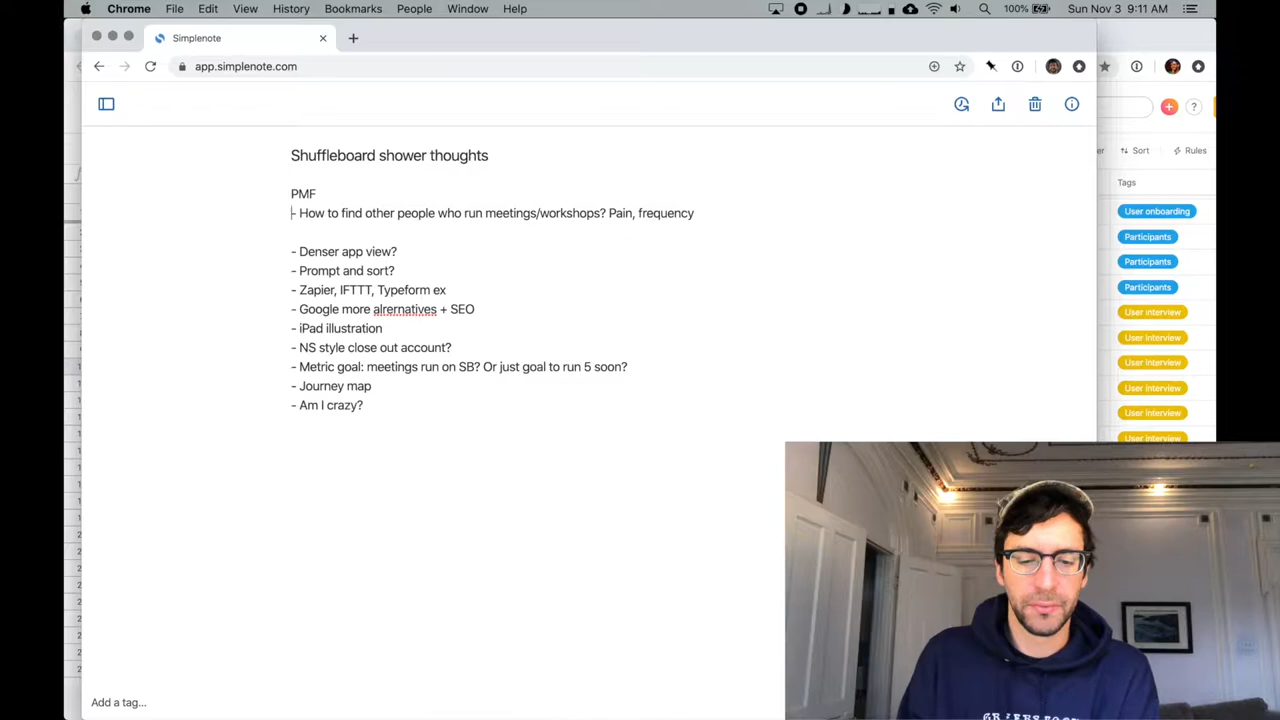 Chrome File Edit View History Bookmarks People Window Help 100% Sun Nov 3 9:11 AM
Simplenote
app.simplenote.com
Sort Rules
Tags
Shuffleboard shower thoughts
PMF
- How to find other people who run meetings/workshops? Pain, frequency
- Denser app view?
- Prompt and sort?
- Zapier, IFTTT, Typeform ex
- Google more alrernatives + SEO
- iPad illustration
- NS style close out account?
- Metric goal: meetings run on SB? Or just goal to run 5 soon?
- Journey map
- Am I crazy?
User onboarding
Participants
Participants
Participants
User interview
User interview
User interview
User interview
User interview
User interview
Add a tag...